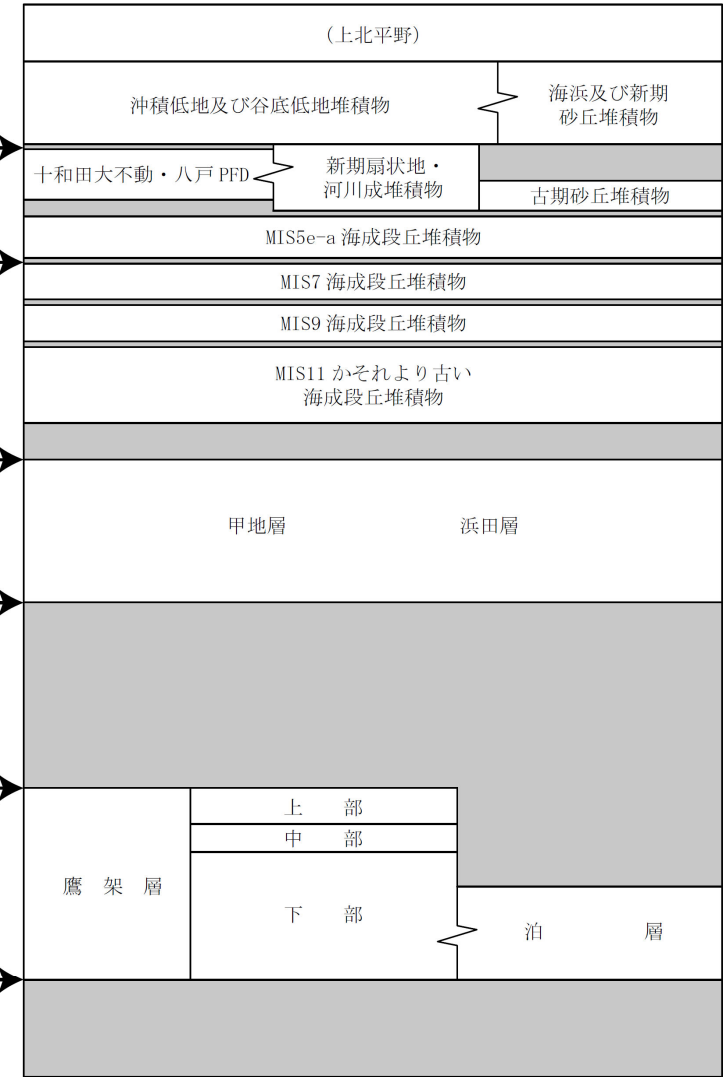 (上北平野)
沖積低地及び谷底低地堆積物
海浜及び新期
砂丘堆積物
十和田大不動・八戸 PFD
新期扇状地・
河川成堆積物
古期砂丘堆積物
MIS5e-a 海成段丘堆積物
MIS7 海成段丘堆積物
MIS9 海成段丘堆積物
MIS11 かそれより古い
海成段丘堆積物
甲地層
浜田層
上 部
中 部
鷹 架 層
下 部
泊 層